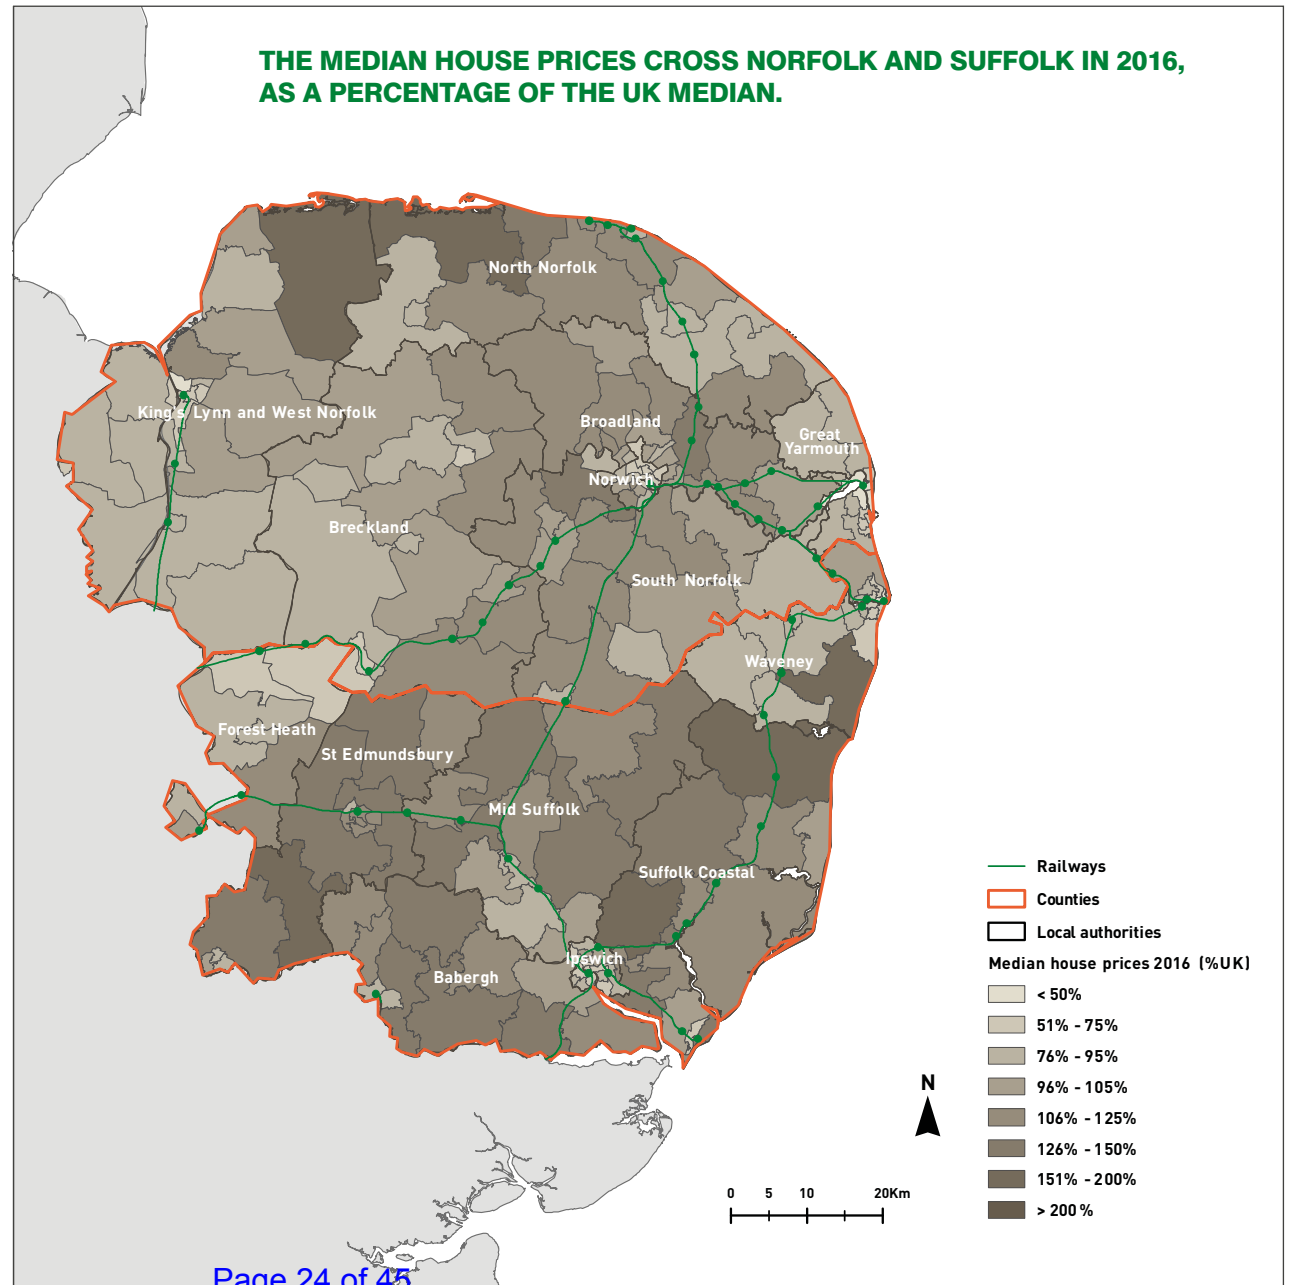 THE MEDIAN HOUSE PRICES CROSS NORFOLK AND SUFFOLK IN 2016,
AS A PERCENTAGE OF THE UK MEDIAN.
North Norfolk
King's Lynn and West Norfolk
Broadland
Great
Yarmouth
Norwich
Breckland
South Norfolk
Waveney
Forest Heath
St Edmundsbury
Mid Suffolk
Suffolk Coastal
Ipswich
Babergh
Railways
Counties
Local authorities
Median house prices 2016 (%UK)
< 50%
51% - 75%
76% - 95%
96% - 105%
106% - 125%
126% - 150%
151% - 200%
> 200 %
N
0 5 10 20Km
Page 24 of 45